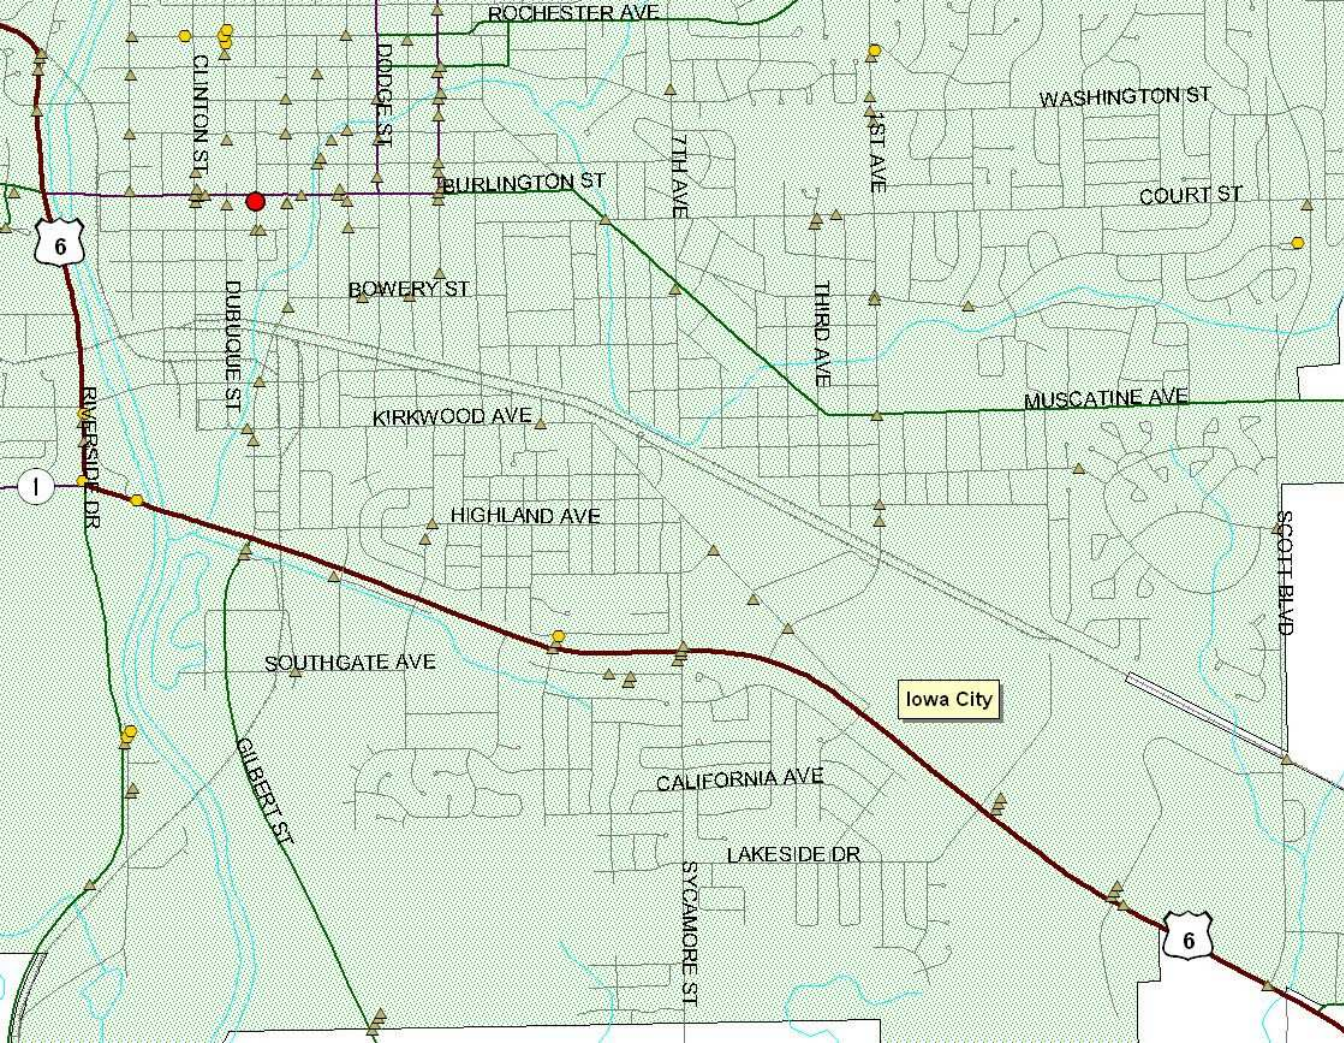 ROCHESTER AVE
CLINTON ST
DODGE ST
WASHINGTON ST
7TH AVE
1ST AVE
BURLINGTON ST
COURT ST
6
DUBUQUE ST
BOWERY ST
THIRD AVE
RIVERSIDE DR
KIRKWOOD AVE
MUSCATINE AVE
1
HIGHLAND AVE
SCOTT BLVD
SOUTHGATE AVE
Iowa City
GILBERT ST
CALIFORNIA AVE
LAKESIDE DR
SYCAMORE ST
6